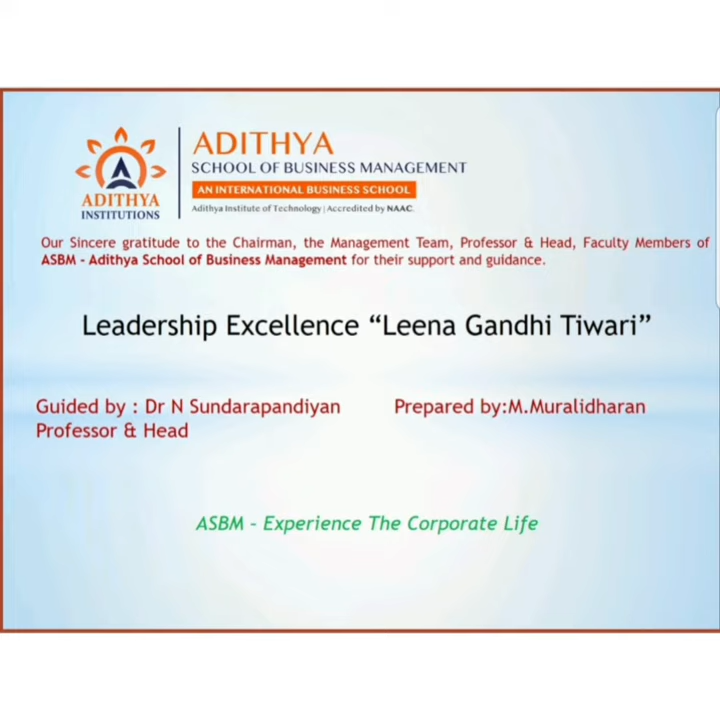 ADITHYA
INSTITUTIONS
ADITHYA
SCHOOL OF BUSINESS MANAGEMENT
AN INTERNATIONAL BUSINESS SCHOOL
Adithya Institute of Technology | Accredited by NAAC.
Our Sincere gratitude to the Chairman, the Management Team, Professor & Head, Faculty Members of
ASBM - Adithya School of Business Management for their support and guidance.
Leadership Excellence “Leena Gandhi Tiwari”
Guided by : Dr N Sundarapandiyan
Professor & Head
Prepared by:M.Muralidharan
ASBM - Experience The Corporate Life